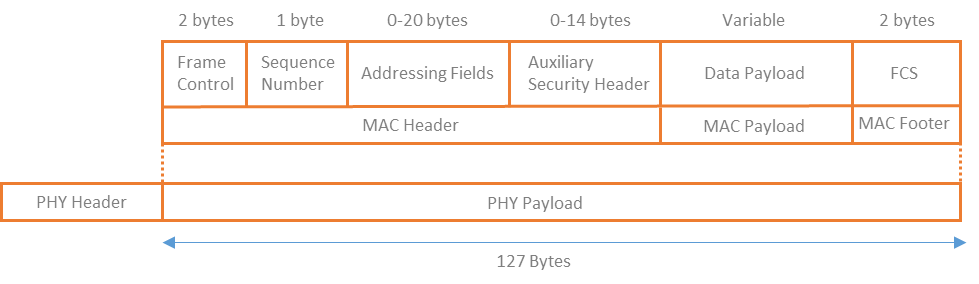 2 bytes
1 byte
0-20 bytes
0-14 bytes
Variable
2 bytes
Frame
Control
Sequence
Number
Addressing Fields
Auxiliary
Security Header
Data Payload
FCS
MAC Header
MAC Payload
MAC Footer
PHY Header
PHY Payload
127 Bytes